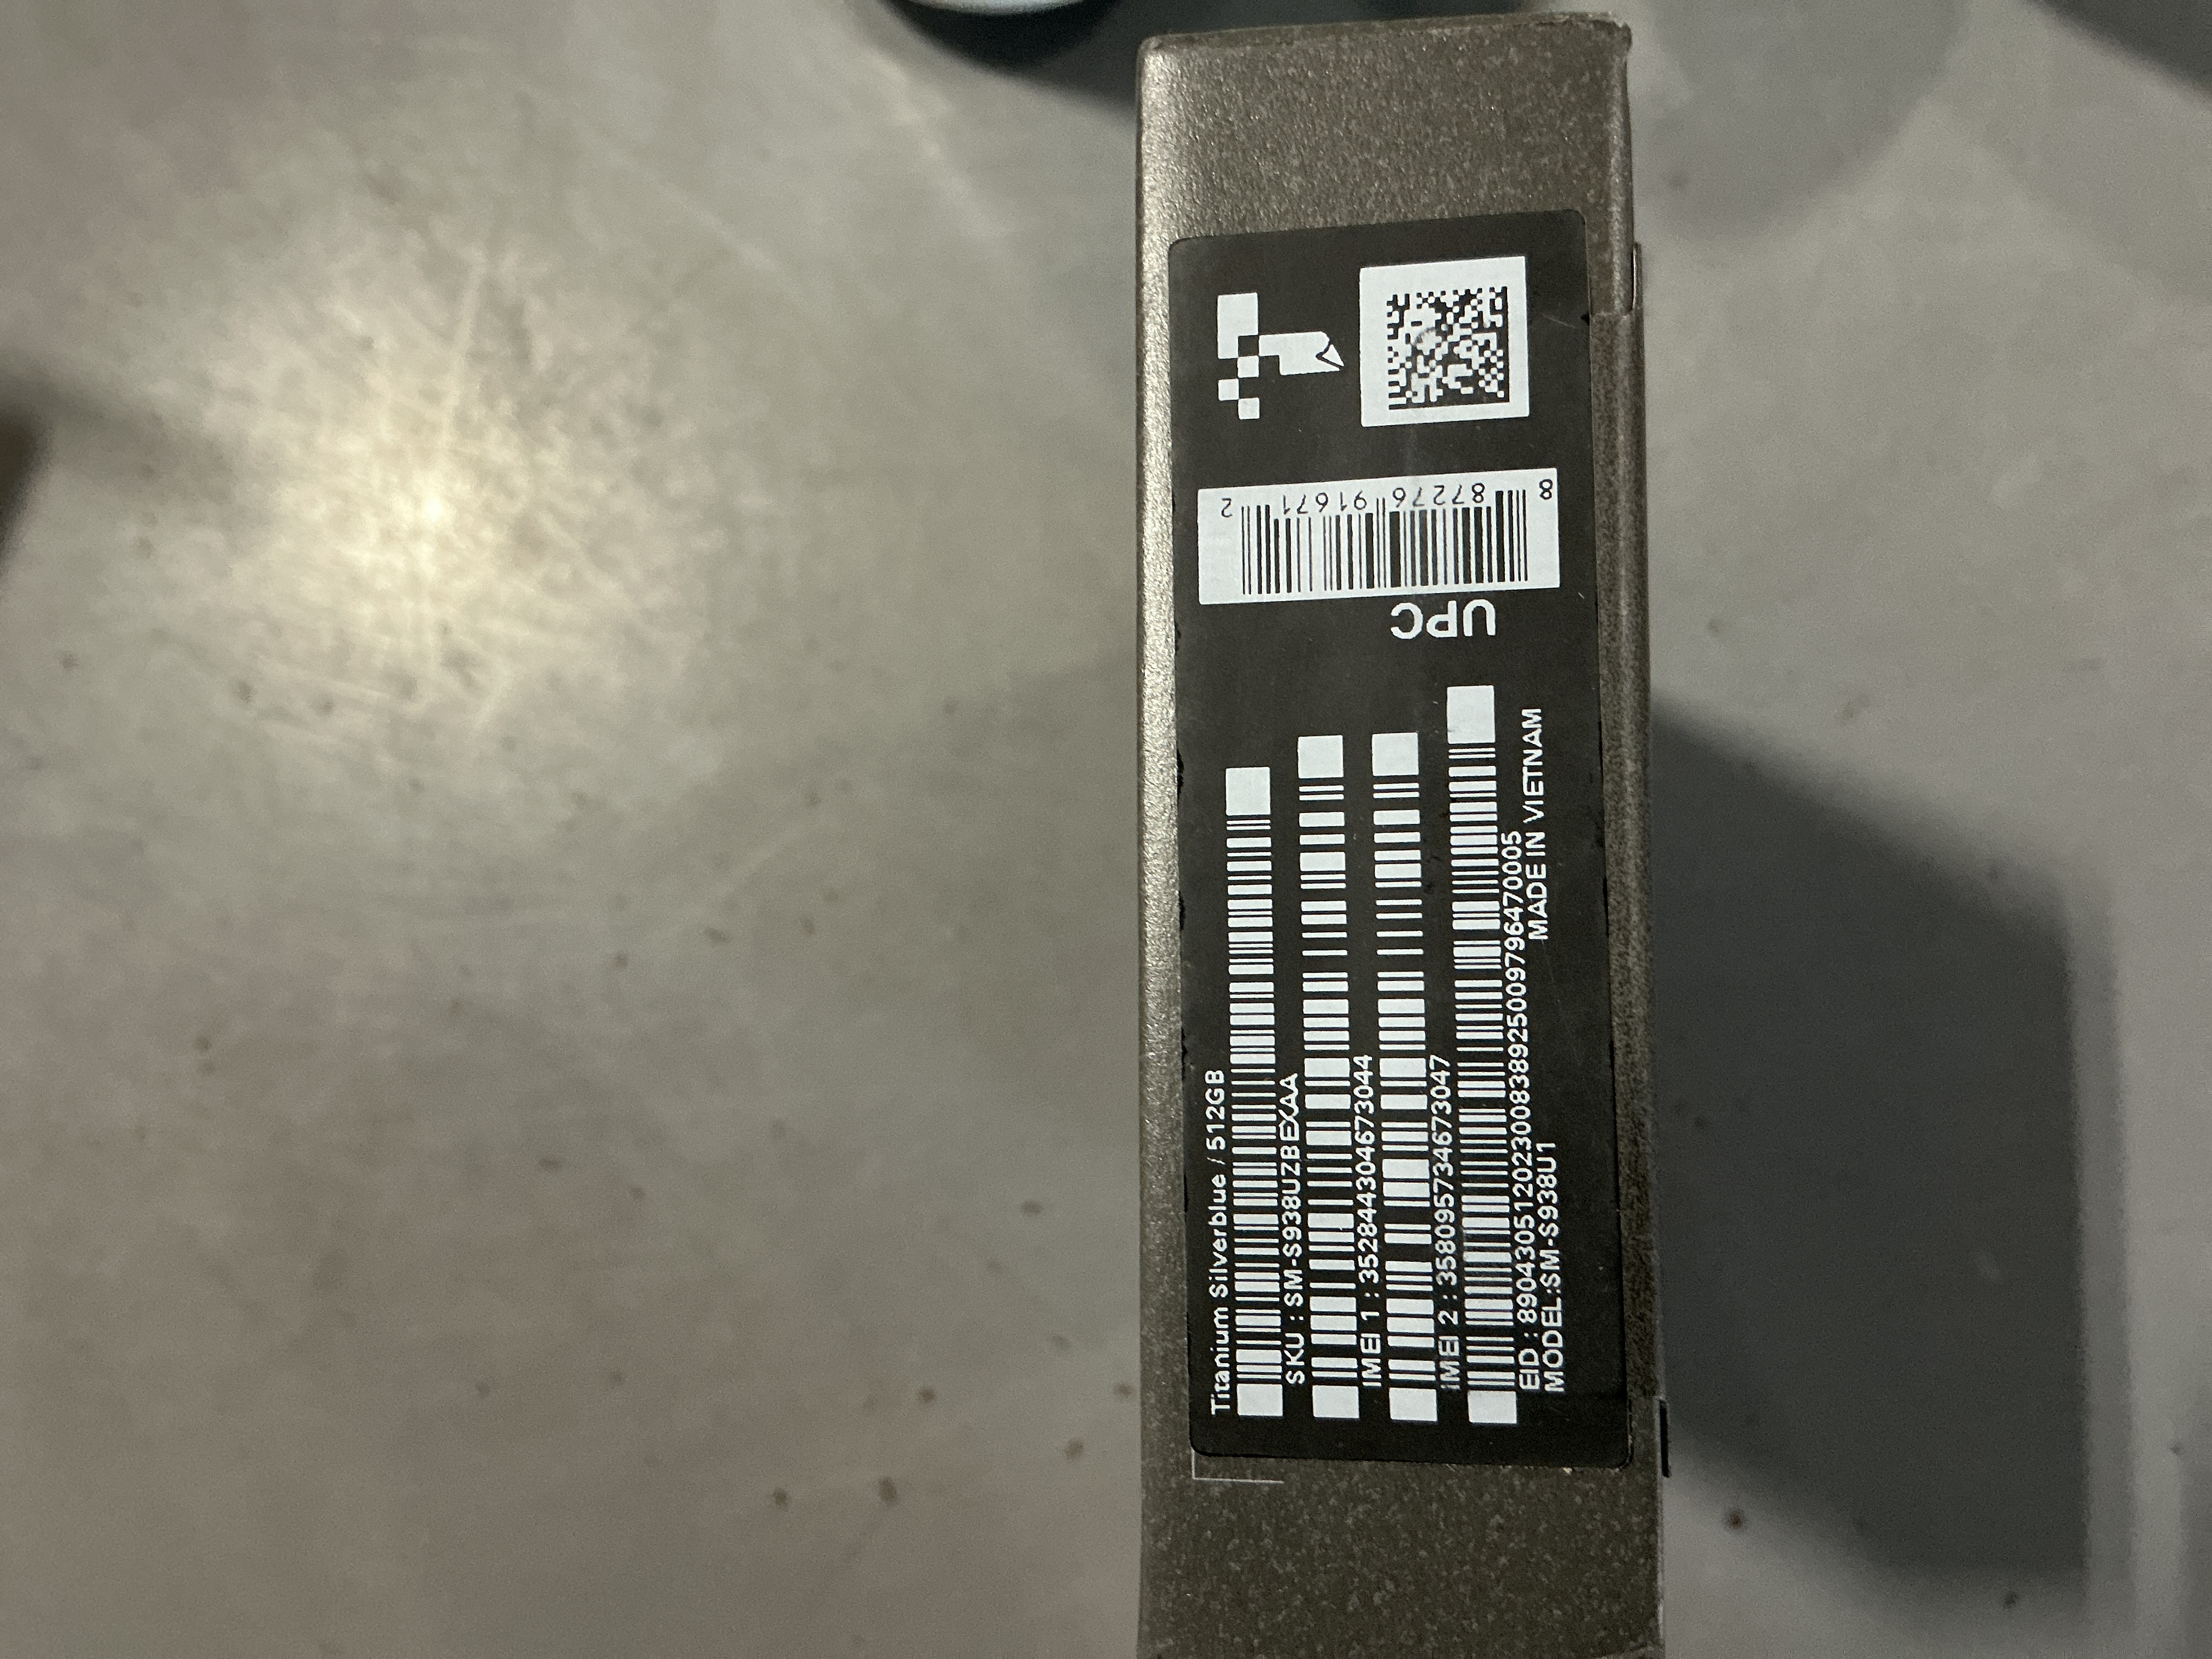 Titanium Silverblue / 512GB
SKU : SM-S938UZBEXAA
IMEI 1 : 352844304673044
IMEI 2 : 358095734673047
EID : 89043051202300838925009796470005
MODEL:SM-S938U1
MADE IN VIETNAM
UPC
8 87276 91671 2